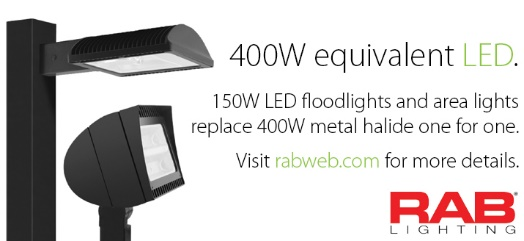 400W equivalent LED.
150W LED floodlights and area lights
replace 400W metal halide one for one.
Visit rabweb.com for more details.
RAB
LIGHTING